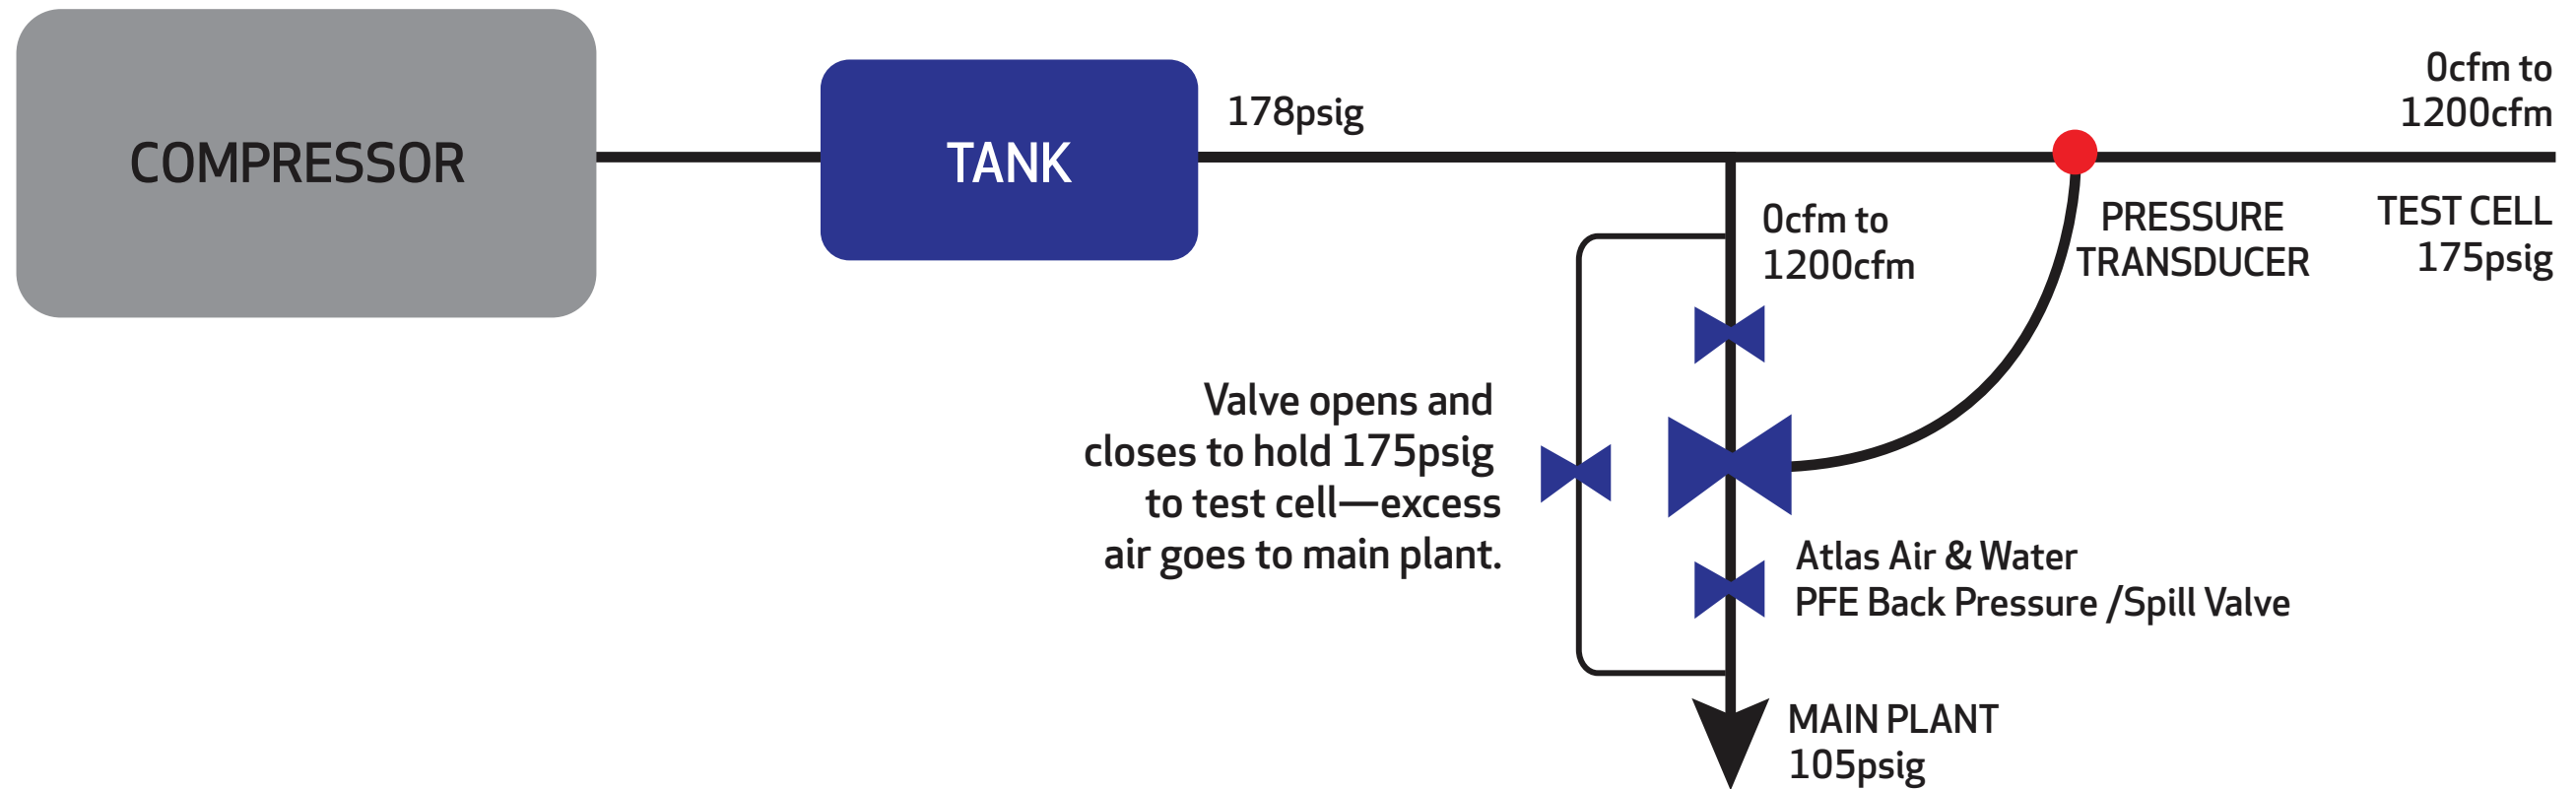 COMPRESSOR
TANK
178psig
0cfm to
1200cfm
0cfm to
1200cfm
PRESSURE
TRANSDUCER
TEST CELL
175psig
Valve opens and
closes to hold 175psig
to test cell—excess
air goes to main plant.
Atlas Air & Water
PFE Back Pressure /Spill Valve
MAIN PLANT
105psig